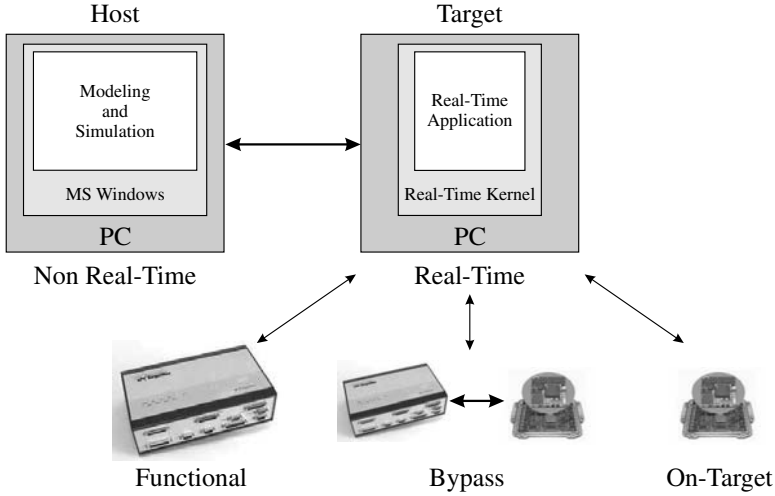 Host
Target
Modeling
and
Simulation
Real-Time
Application
MS Windows
Real-Time Kernel
PC
PC
Non Real-Time
Real-Time
Functional
Bypass
On-Target